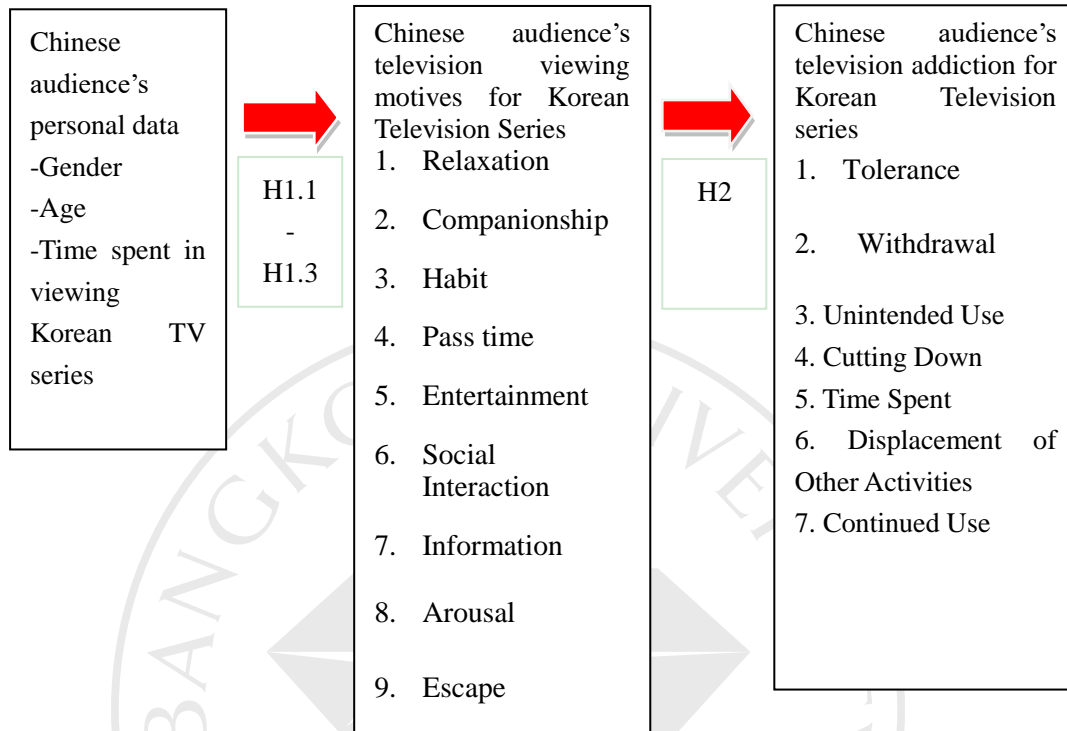 Chinese
audience's
personal data
-Gender
-Age
-Time spent in
viewing
Korean TV
series
H1.1
-
H1.3
Chinese audience's
television viewing
motives for Korean
Television Series
1. Relaxation
2. Companionship
3. Habit
4. Pass time
5. Entertainment
6. Social
Interaction
7. Information
8. Arousal
9. Escape
H2
Chinese audience's
television addiction for
Korean Television
series
1. Tolerance
2. Withdrawal
3. Unintended Use
4. Cutting Down
5. Time Spent
6. Displacement of
Other Activities
7. Continued Use